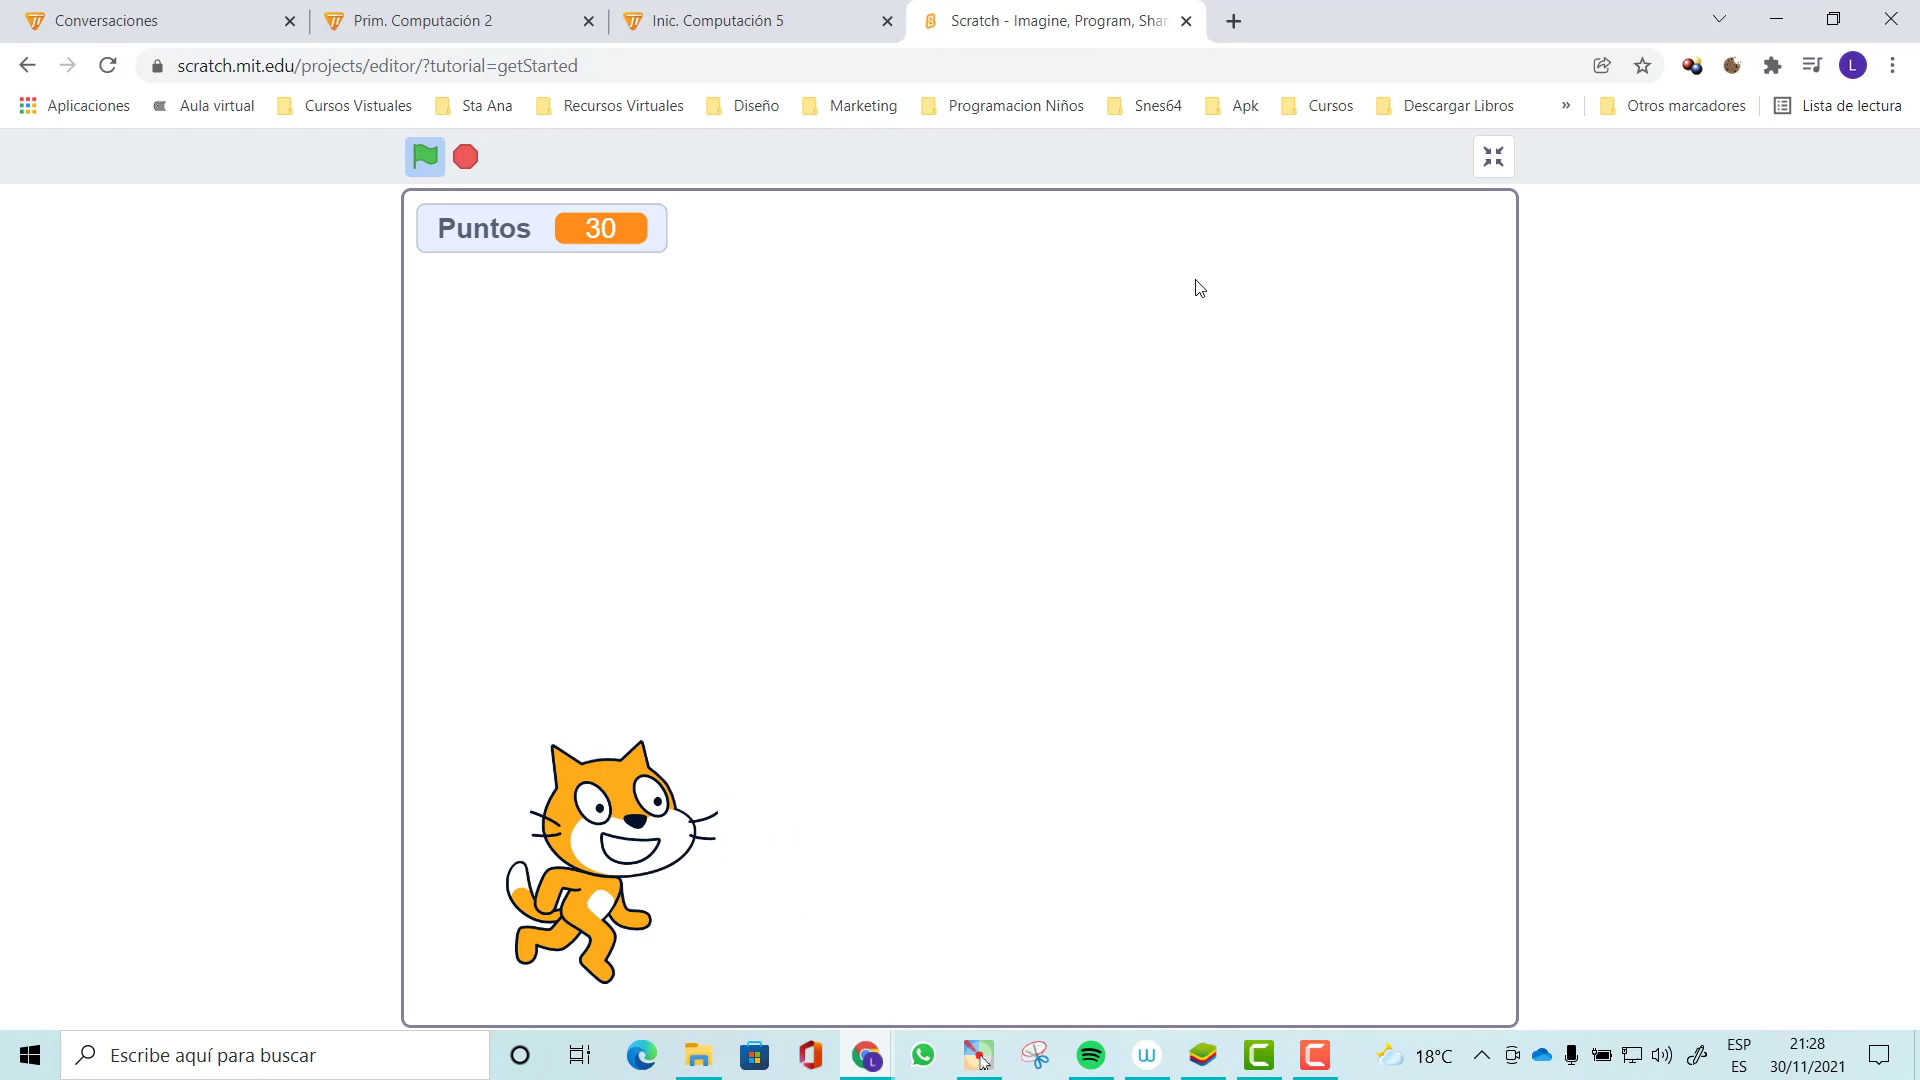 Conversaciones
Prim. Computación 2
Inic. Computación 5
Scratch - Imagine, Program, Shar
scratch.mit.edu/projects/editor/?tutorial=getStarted
L
Aplicaciones
Aula virtual
Cursos Vistuales
Sta Ana
Recursos Virtuales
Diseño
Marketing
Programacion Niños
Snes64
Apk
Cursos
Descargar Libros
»
Otros marcadores
Lista de lectura
Puntos 30
Escribe aquí para buscar
18°C
ESP
ES
21:28
30/11/2021